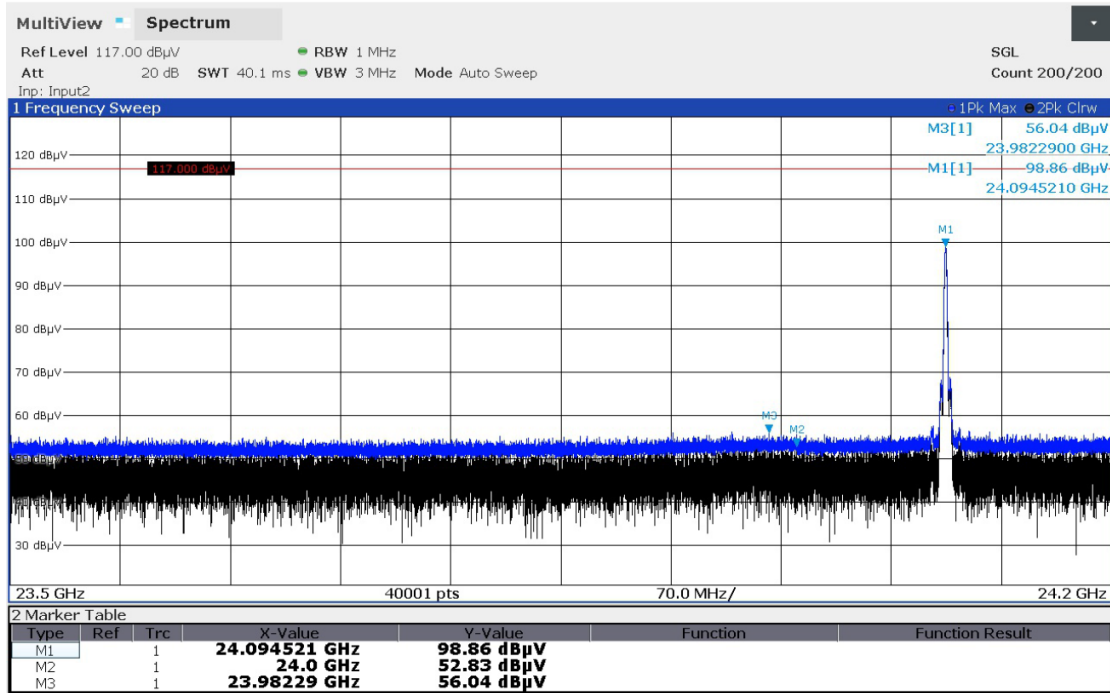 MultiView Spectrum
Ref Level 117.00 dBµV RBW 1 MHz SGL
Att 20 dB SWT 40.1 ms VBW 3 MHz Mode Auto Sweep Count 200/200
Inp: Input2
1 Frequency Sweep 1Pk Max 2Pk Clrw
M3[1] 56.04 dBµV
23.9822900 GHz
M1[1] 98.86 dBµV
24.0945210 GHz
120 dBµV
117.000 dBµV
110 dBµV
100 dBµV
M1
90 dBµV
80 dBµV
70 dBµV
60 dBµV
M3
M2
30 dBµV
23.5 GHz 40001 pts 70.0 MHz/ 24.2 GHz
2 Marker Table
Type Ref Trc X-Value Y-Value Function Function Result
M1 1 24.094521 GHz 98.86 dBµV
M2 1 24.0 GHz 52.83 dBµV
M3 1 23.98229 GHz 56.04 dBµV